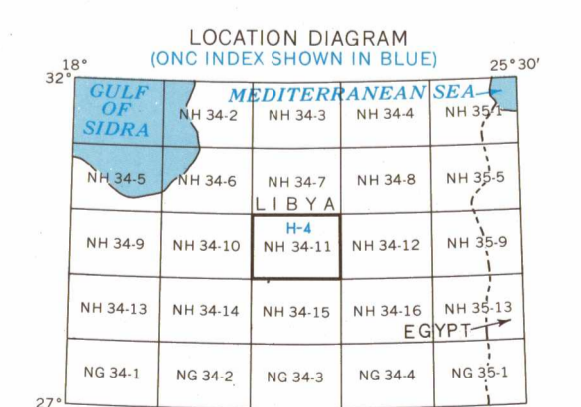 LOCATION DIAGRAM
(ONC INDEX SHOWN IN BLUE)
18° 25°30'
32°
GULF OF SIDRA
MEDITERRANEAN SEA
NH 34-2 NH 34-3 NH 34-4 NH 35-1
NH 34-5 NH 34-6 NH 34-7 NH 34-8 NH 35-5
LIBYA
H-4
NH 34-9 NH 34-10 NH 34-11 NH 34-12 NH 35-9
NH 34-13 NH 34-14 NH 34-15 NH 34-16 NH 35-13
EGYPT
NG 34-1 NG 34-2 NG 34-3 NG 34-4 NG 35-1
27°